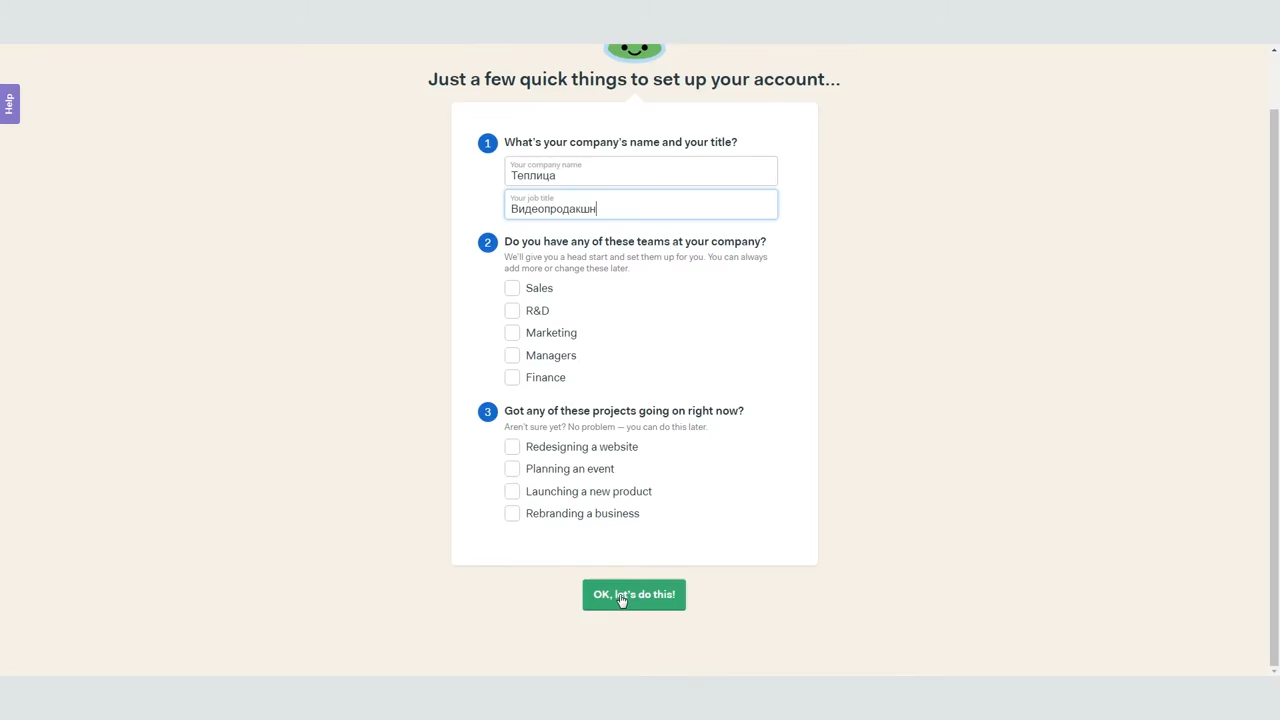 Just a few quick things to set up your account...
Help
1
What's your company's name and your title?
Your company name
Теплица
Your job title
Видеопродакшн
2
Do you have any of these teams at your company?
We'll give you a head start and set them up for you. You can always
add more or change these later.
Sales
R&D
Marketing
Managers
Finance
3
Got any of these projects going on right now?
Aren't sure yet? No problem — you can do this later.
Redesigning a website
Planning an event
Launching a new product
Rebranding a business
OK, let's do this!